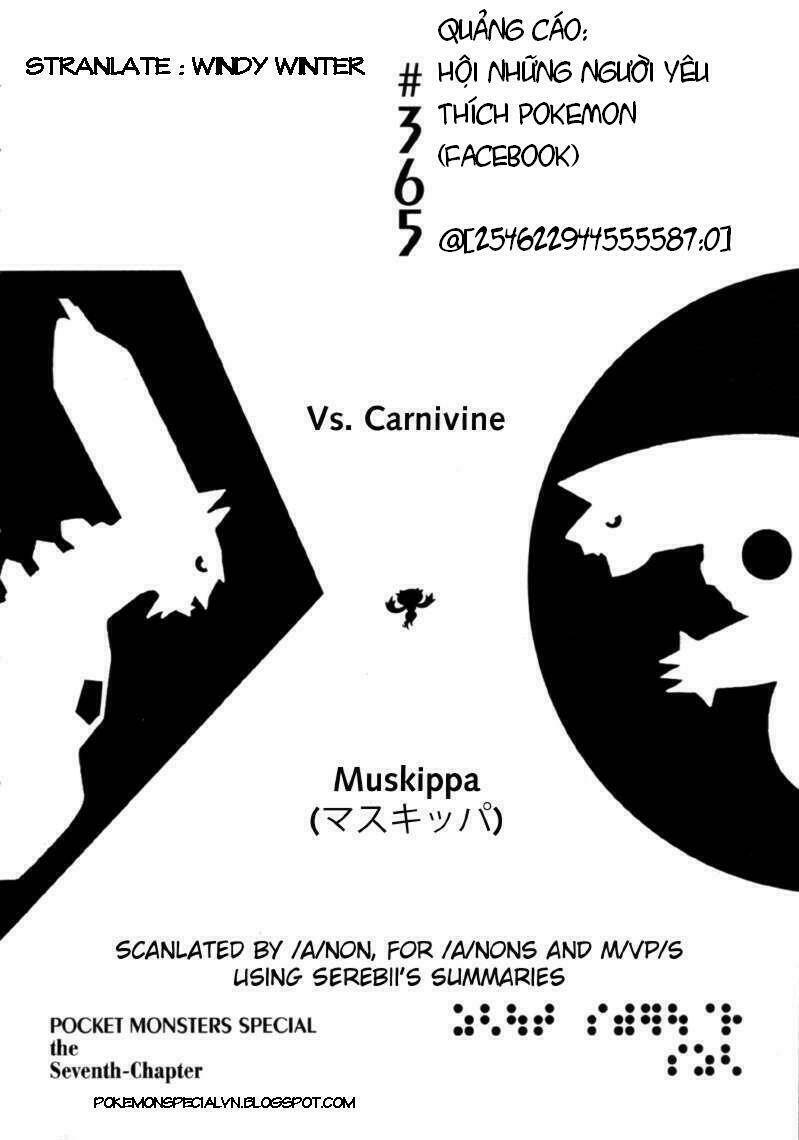 STRANLATE : WINDY WINTER
#365
QUẢNG CÁO:
HỘI NHỮNG NGƯỜI YÊU
THÍCH POKEMON
(FACEBOOK)
@[254622944555587:0]
Vs. Carnivine
Muskippa
(マスキッパ)
SCANLATED BY /A/NON, FOR /A/NONS AND M/VP/S
USING SEREBII'S SUMMARIES
POCKET MONSTERS SPECIAL
the
Seventh-Chapter
POKEMONSPECIALVN.BLOGSPOT.COM